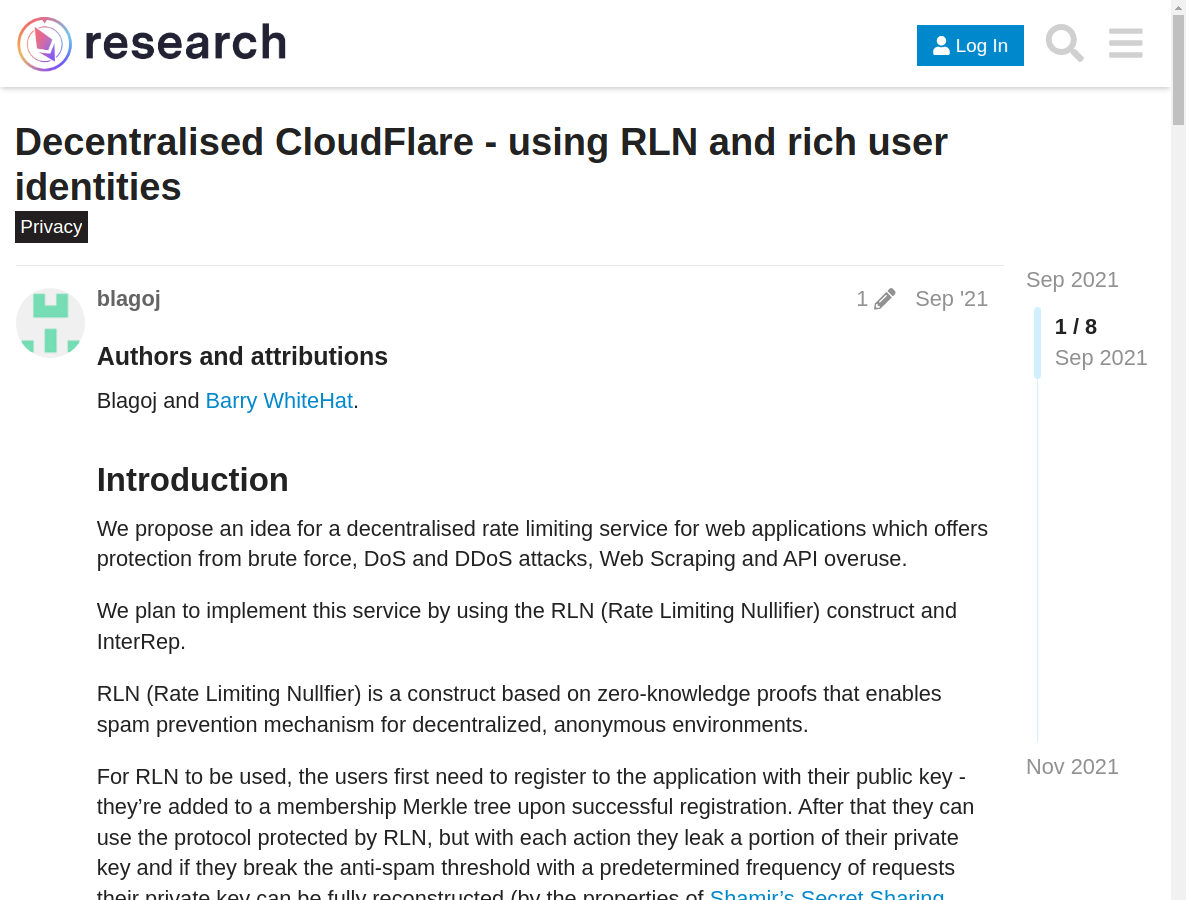 research
Log In
Decentralised CloudFlare - using RLN and rich user
identities
Privacy
blagoj
1
Sep '21
Sep 2021
1 / 8
Sep 2021
Nov 2021
Authors and attributions
Blagoj and Barry WhiteHat.
Introduction
We propose an idea for a decentralised rate limiting service for web applications which offers
protection from brute force, DoS and DDoS attacks, Web Scraping and API overuse.
We plan to implement this service by using the RLN (Rate Limiting Nullifier) construct and
InterRep.
RLN (Rate Limiting Nullfier) is a construct based on zero-knowledge proofs that enables
spam prevention mechanism for decentralized, anonymous environments.
For RLN to be used, the users first need to register to the application with their public key -
they’re added to a membership Merkle tree upon successful registration. After that they can
use the protocol protected by RLN, but with each action they leak a portion of their private
key and if they break the anti-spam threshold with a predetermined frequency of requests
their private key can be fully reconstructed (by the properties of Shamir’s Secret Sharing